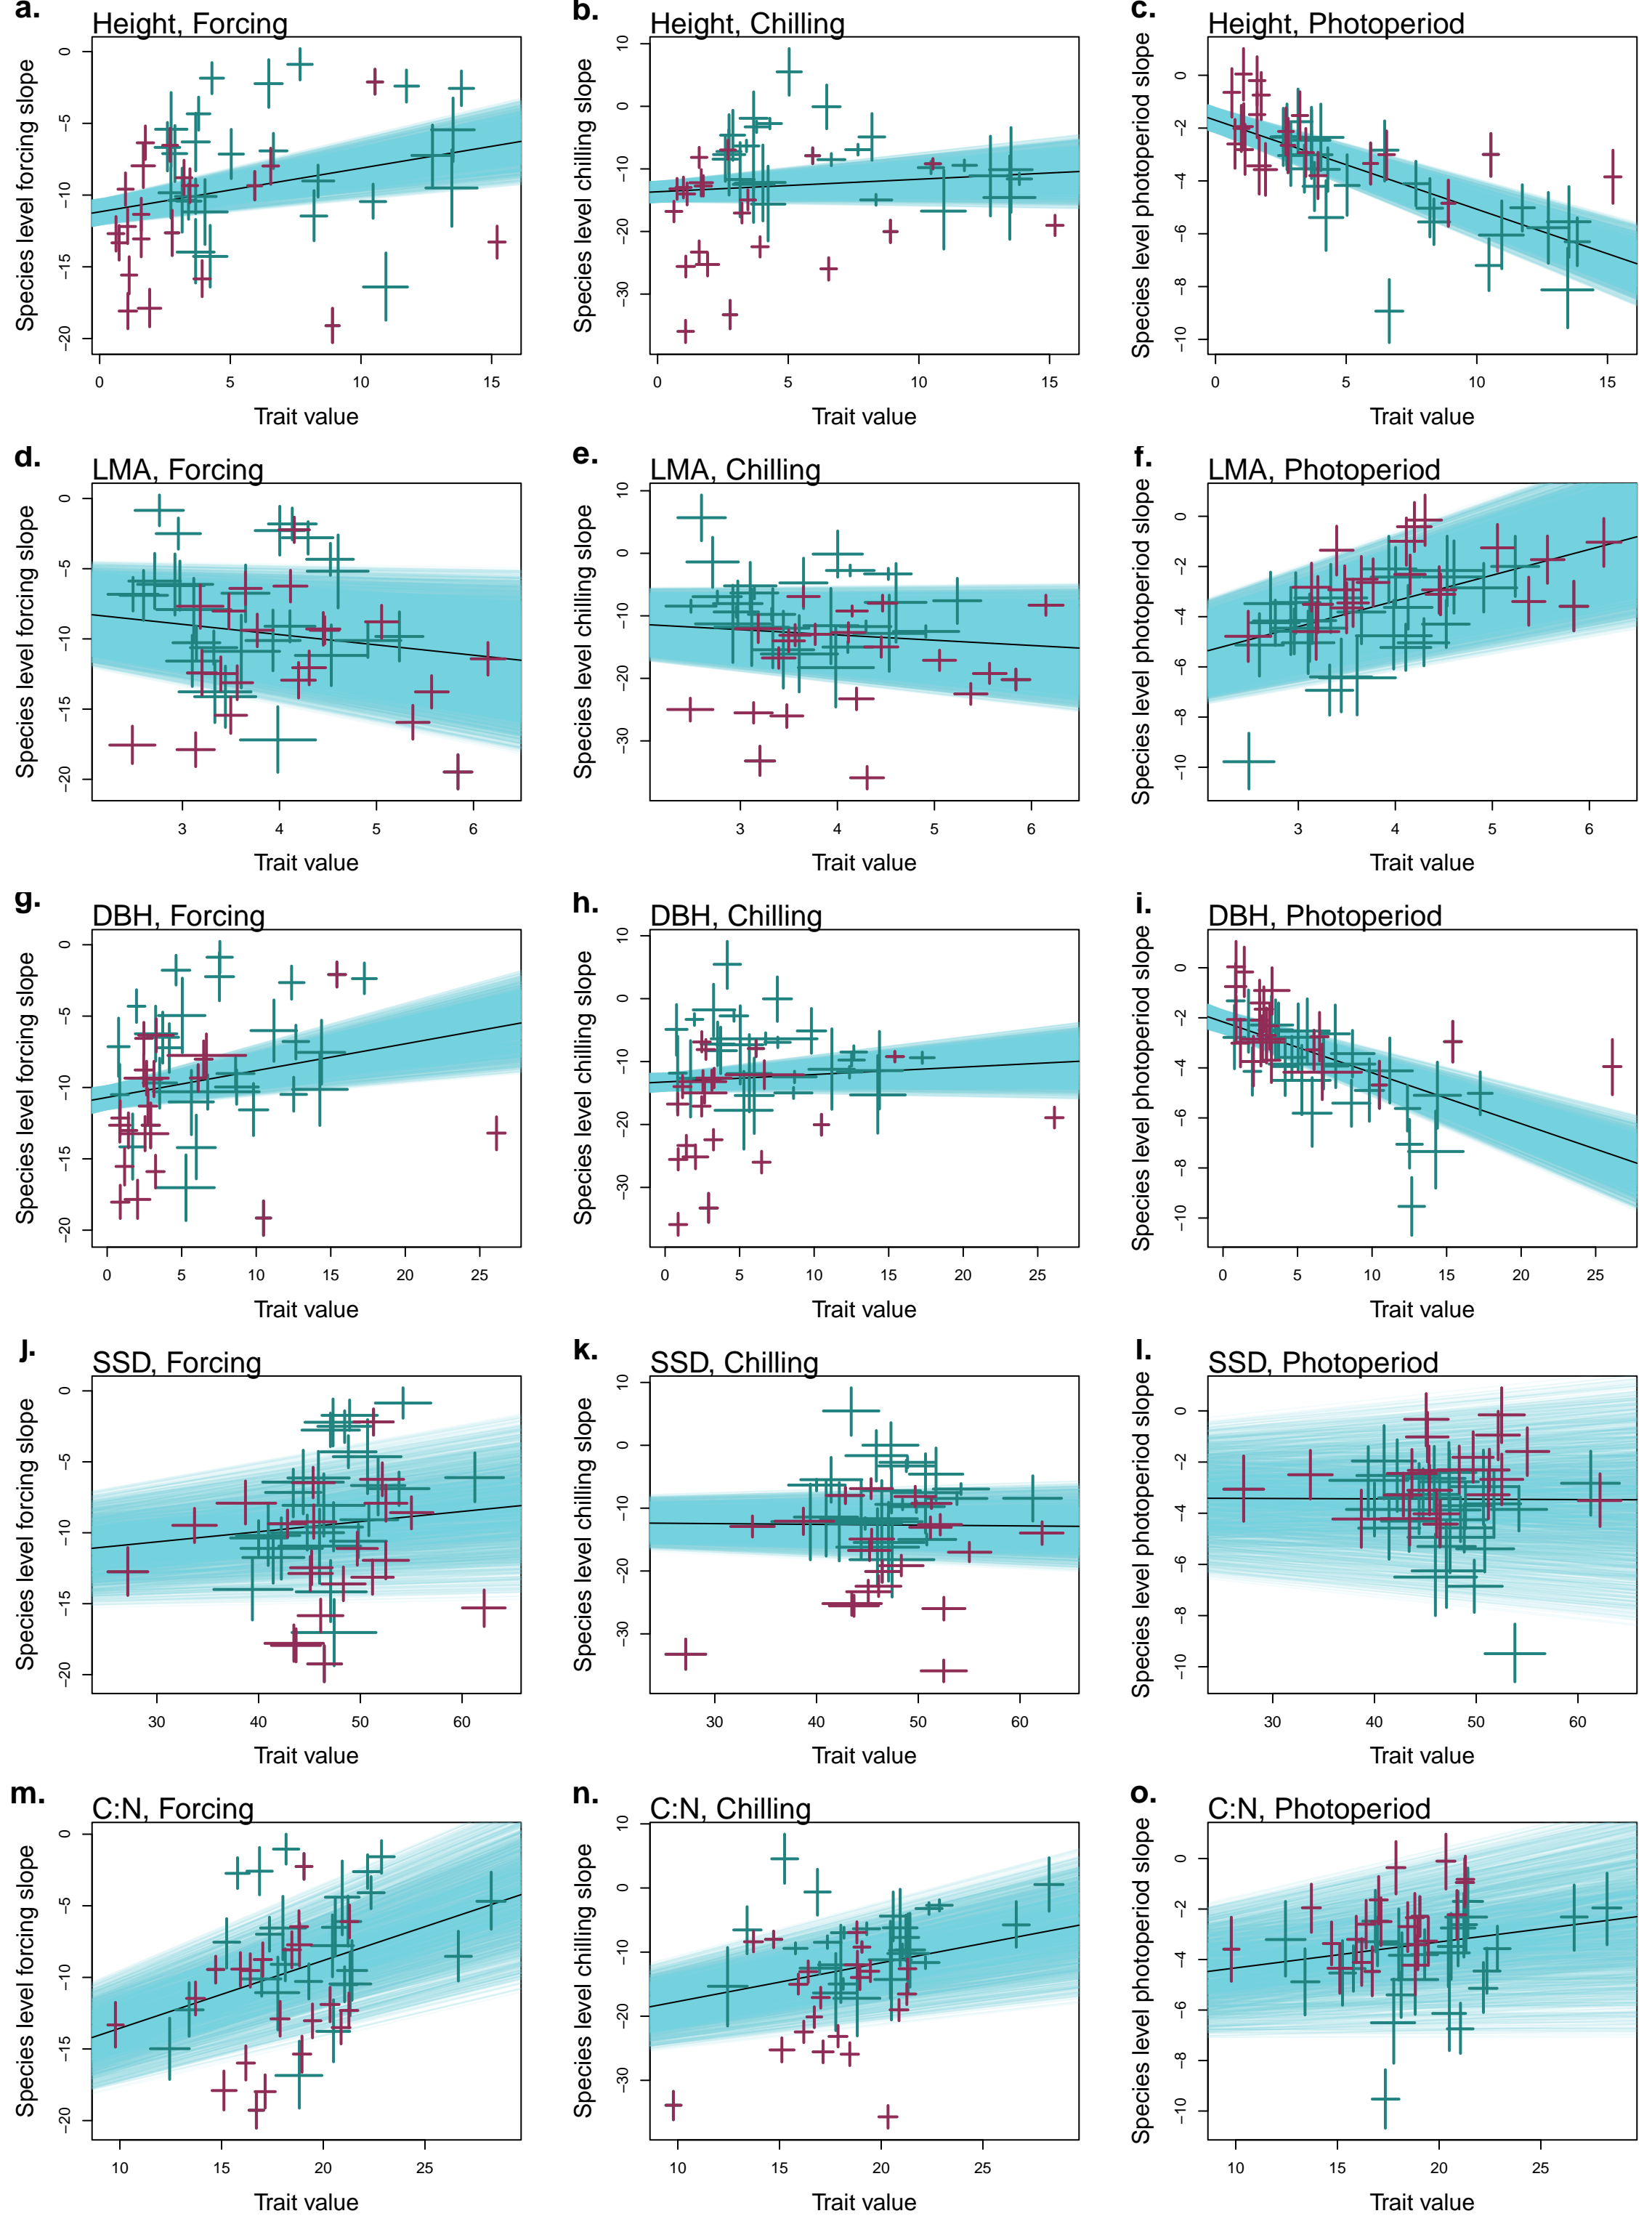 a. Height, Forcing
Species level forcing slope
0
−5
−10
−15
−20
0 5 10 15
Trait value
b. Height, Chilling
Species level chilling slope
10
0
−10
−20
−30
0 5 10 15
Trait value
c. Height, Photoperiod
Species level photoperiod slope
0
−2
−4
−6
−8
−10
0 5 10 15
Trait value
d. LMA, Forcing
Species level forcing slope
0
−5
−10
−15
−20
3 4 5 6
Trait value
e. LMA, Chilling
Species level chilling slope
10
0
−10
−20
−30
3 4 5 6
Trait value
f. LMA, Photoperiod
Species level photoperiod slope
0
−2
−4
−6
−8
−10
3 4 5 6
Trait value
g. DBH, Forcing
Species level forcing slope
0
−5
−10
−15
−20
0 5 10 15 20 25
Trait value
h. DBH, Chilling
Species level chilling slope
10
0
−10
−20
−30
0 5 10 15 20 25
Trait value
i. DBH, Photoperiod
Species level photoperiod slope
0
−2
−4
−6
−8
−10
0 5 10 15 20 25
Trait value
j. SSD, Forcing
Species level forcing slope
0
−5
−10
−15
−20
30 40 50 60
Trait value
k. SSD, Chilling
Species level chilling slope
10
0
−10
−20
−30
30 40 50 60
Trait value
l. SSD, Photoperiod
Species level photoperiod slope
0
−2
−4
−6
−8
−10
30 40 50 60
Trait value
m. C:N, Forcing
Species level forcing slope
0
−5
−10
−15
−20
10 15 20 25
Trait value
n. C:N, Chilling
Species level chilling slope
10
0
−10
−20
−30
10 15 20 25
Trait value
o. C:N, Photoperiod
Species level photoperiod slope
0
−2
−4
−6
−8
−10
10 15 20 25
Trait value